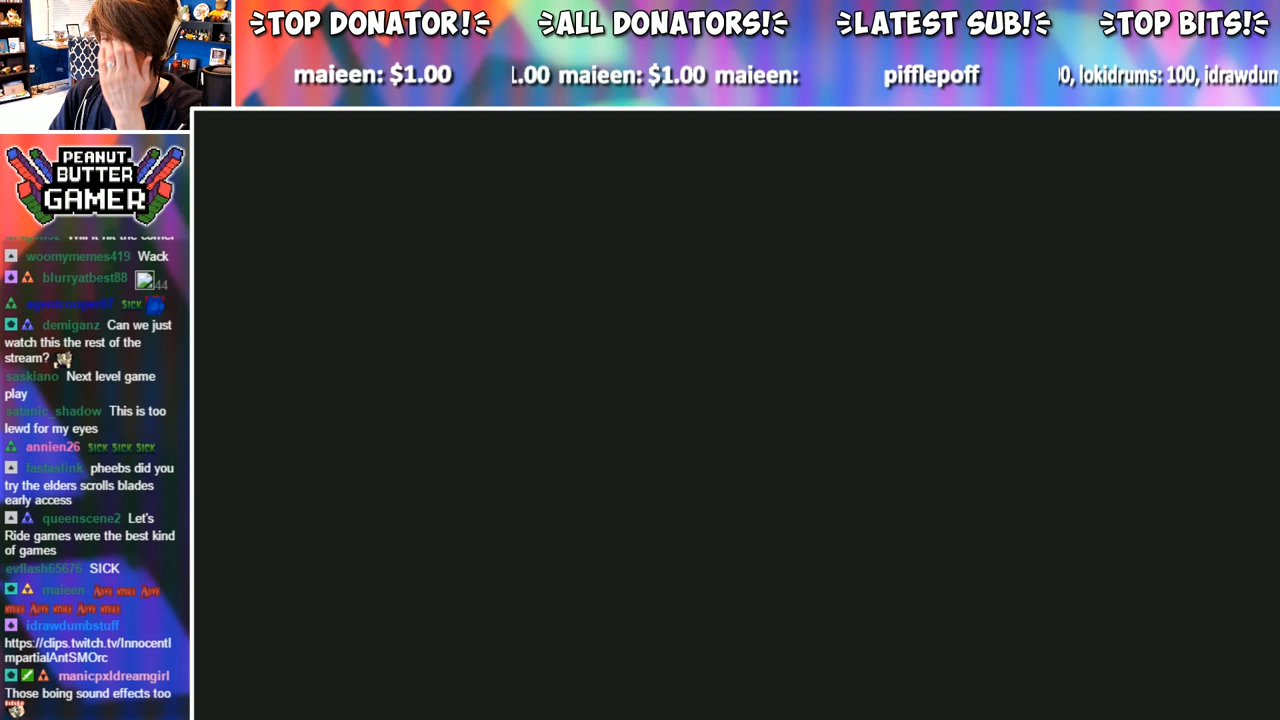 TOP DONATOR!
ALL DONATORS!
LATEST SUB!
TOP BITS!
maieen: $1.00
1.00 maieen: $1.00 maieen:
pifflepoff
0, lokidrums: 100, idrawdum
PEANUT
BUTTER
GAMER
woomymemes419 Wack
blurryatbest88 44
SICK
demiganz Can we just
watch this the rest of the
stream?
saskiano Next level game
play
satanic_shadow This is too
lewd for my eyes
annien26 SICK SICK SICK
fastaslink pheebs did you
try the elders scrolls blades
early access
queenscene2 Let's
Ride games were the best kind
of games
evflash65676 SICK
maieen
idrawdumbstuff
https://clips.twitch.tv/InnocentI
mpartialAntSMOrc
manicpxldreamgirl
Those being sound effects too